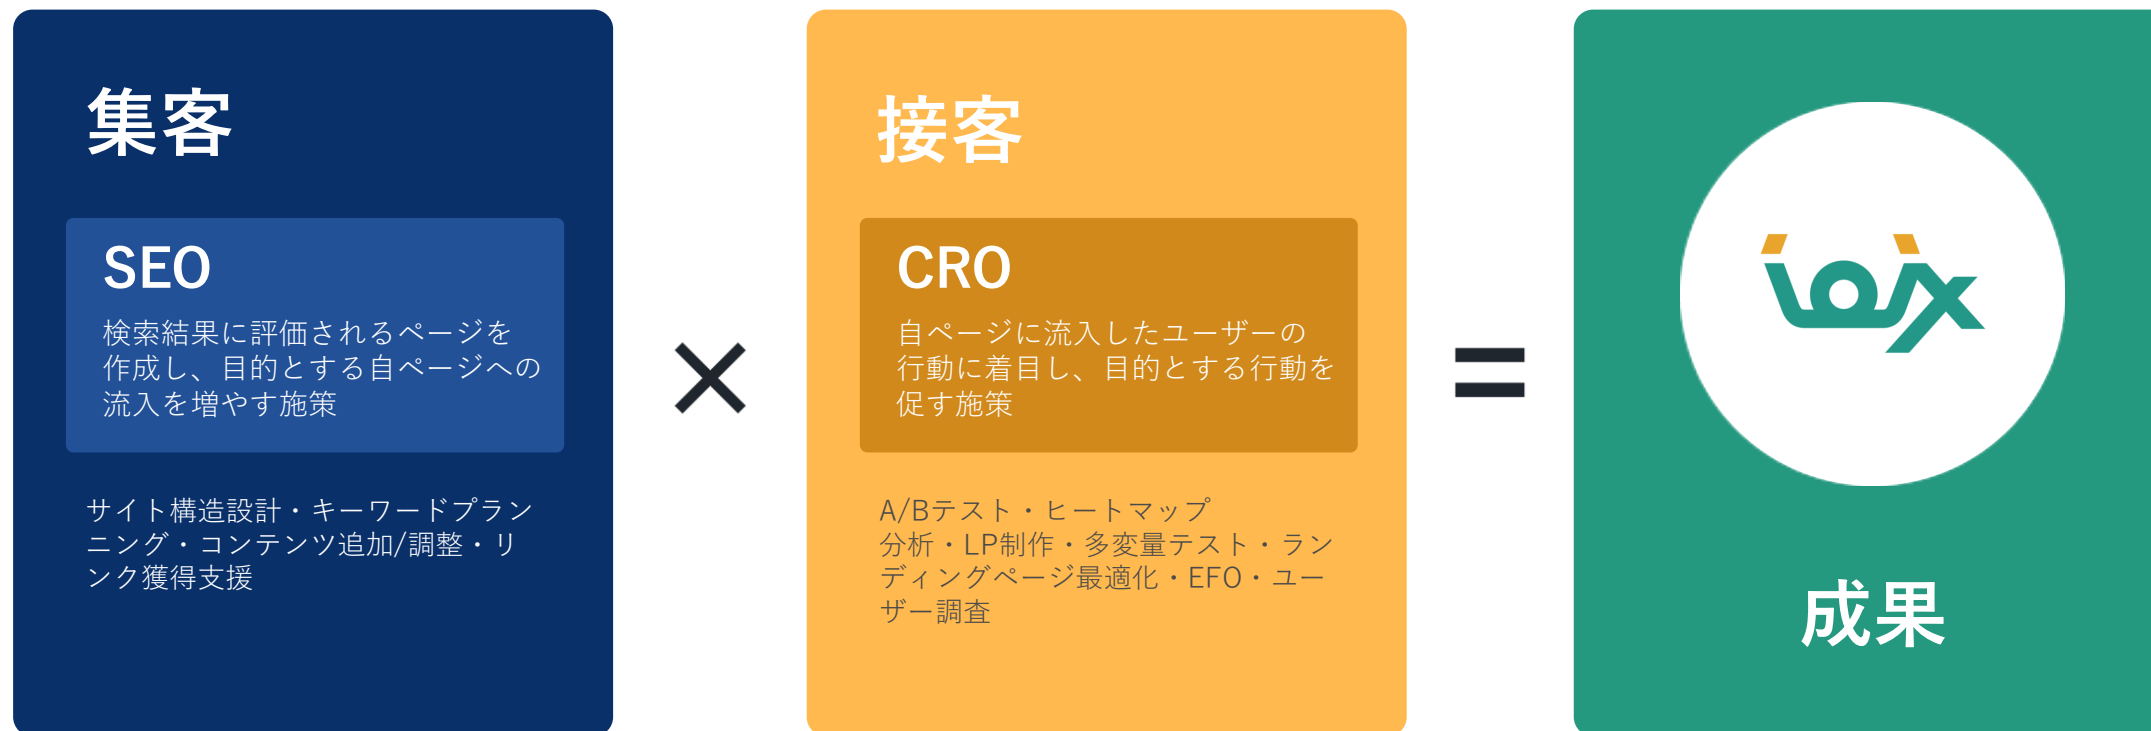 集客
SEO
検索結果に評価されるページを
作成し、目的とする自ページへの
流入を増やす施策
サイト構造設計・キーワードプラン
ニング・コンテンツ追加/調整・リ
ンク獲得支援
×
接客
CRO
自ページに流入したユーザーの
行動に着目し、目的とする行動を
促す施策
A/Bテスト・ヒートマップ
分析・LP制作・多変量テスト・ラン
ディングページ最適化・EFO・ユー
ザー調査
=
成果